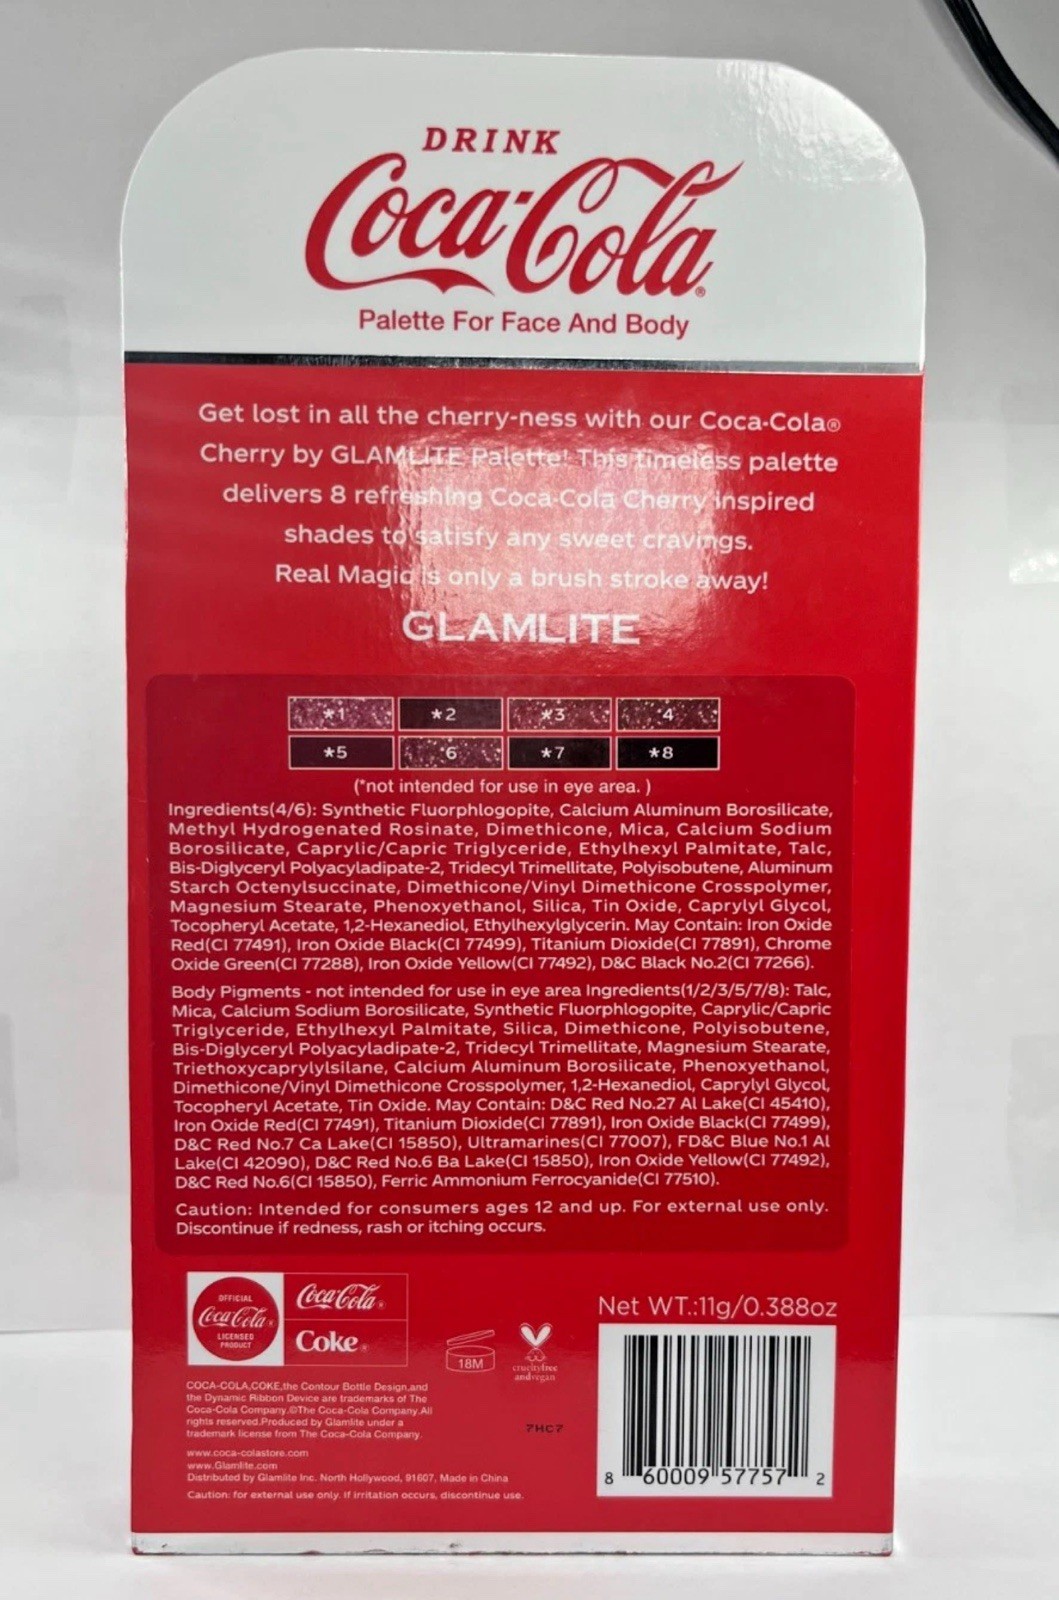 DRINK
Coca-Cola®
Palette For Face And Body
Get lost in all the cherry-ness with our Coca-Cola®
Cherry by GLAMLITE Palette! This timeless palette
delivers 8 refreshing Coca-Cola Cherry inspired
shades to satisfy any sweet cravings.
Real Magic is only a brush stroke away!
GLAMLITE
*1 *2 *3 4
*5 6 *7 *8
(*not intended for use in eye area. )
Ingredients(4/6): Synthetic Fluorphlogopite, Calcium Aluminum Borosilicate,
Methyl Hydrogenated Rosinate, Dimethicone, Mica, Calcium Sodium
Borosilicate, Caprylic/Capric Triglyceride, Ethylhexyl Palmitate, Talc,
Bis-Diglyceryl Polyacyladipate-2, Tridecyl Trimellitate, Polyisobutene, Aluminum
Starch Octenylsuccinate, Dimethicone/Vinyl Dimethicone Crosspolymer,
Magnesium Stearate, Phenoxyethanol, Silica, Tin Oxide, Caprylyl Glycol,
Tocopheryl Acetate, 1,2-Hexanediol, Ethylhexylglycerin. May Contain: Iron Oxide
Red(CI 77491), Iron Oxide Black(CI 77499), Titanium Dioxide(CI 77891), Chrome
Oxide Green(CI 77288), Iron Oxide Yellow(CI 77492), D&C Black No.2(CI 77266).
Body Pigments - not intended for use in eye area Ingredients(1/2/3/5/7/8): Talc,
Mica, Calcium Sodium Borosilicate, Synthetic Fluorphlogopite, Caprylic/Capric
Triglyceride, Ethylhexyl Palmitate, Silica, Dimethicone, Polyisobutene,
Bis-Diglyceryl Polyacyladipate-2, Tridecyl Trimellitate, Magnesium Stearate,
Triethoxycaprylylsilane, Calcium Aluminum Borosilicate, Phenoxyethanol,
Dimethicone/Vinyl Dimethicone Crosspolymer, 1,2-Hexanediol, Caprylyl Glycol,
Tocopheryl Acetate, Tin Oxide. May Contain: D&C Red No.27 Al Lake(CI 45410),
Iron Oxide Red(CI 77491), Titanium Dioxide(CI 77891), Iron Oxide Black(CI 77499),
D&C Red No.7 Ca Lake(CI 15850), Ultramarines(CI 77007), FD&C Blue No.1 Al
Lake(CI 42090), D&C Red No.6 Ba Lake(CI 15850), Iron Oxide Yellow(CI 77492),
D&C Red No.6(CI 15850), Ferric Ammonium Ferrocyanide(CI 77510).
Caution: Intended for consumers ages 12 and up. For external use only.
Discontinue if redness, rash or itching occurs.
OFFICIAL
Coca-Cola®
LICENSED
PRODUCT
Coca-Cola®
Coke®
18M
crueltyfree
and vegan
Net WT.:11g/0.388oz
COCA-COLA,COKE,the Contour Bottle Design,and
the Dynamic Ribbon Device are trademarks of The
Coca-Cola Company.©The Coca-Cola Company.All
rights reserved.Produced by Glamlite under a
trademark license from The Coca-Cola Company.
7HC7
www.coca-colastore.com
www.Glamlite.com
Distributed by Glamlite Inc. North Hollywood, 91607, Made in China
Caution: for external use only. If irritation occurs, discontinue use.
8 60009 57757 2